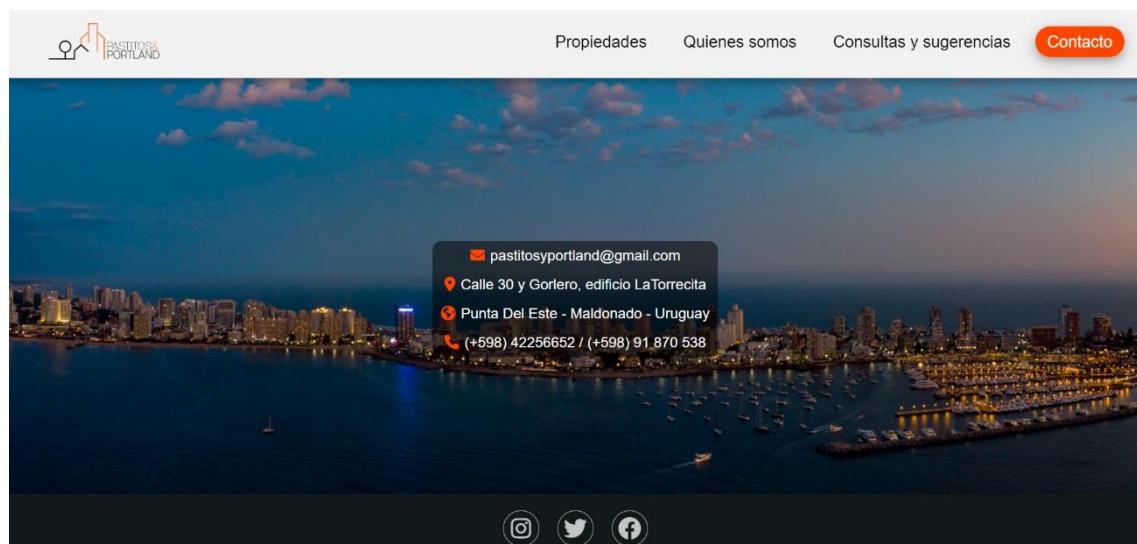 PASTITOS&
PORTLAND
Propiedades
Quienes somos
Consultas y sugerencias
Contacto
pastitosyportland@gmail.com
Calle 30 y Gorlero, edificio LaTorrecita
Punta Del Este - Maldonado - Uruguay
(+598) 42256652 / (+598) 91 870 538